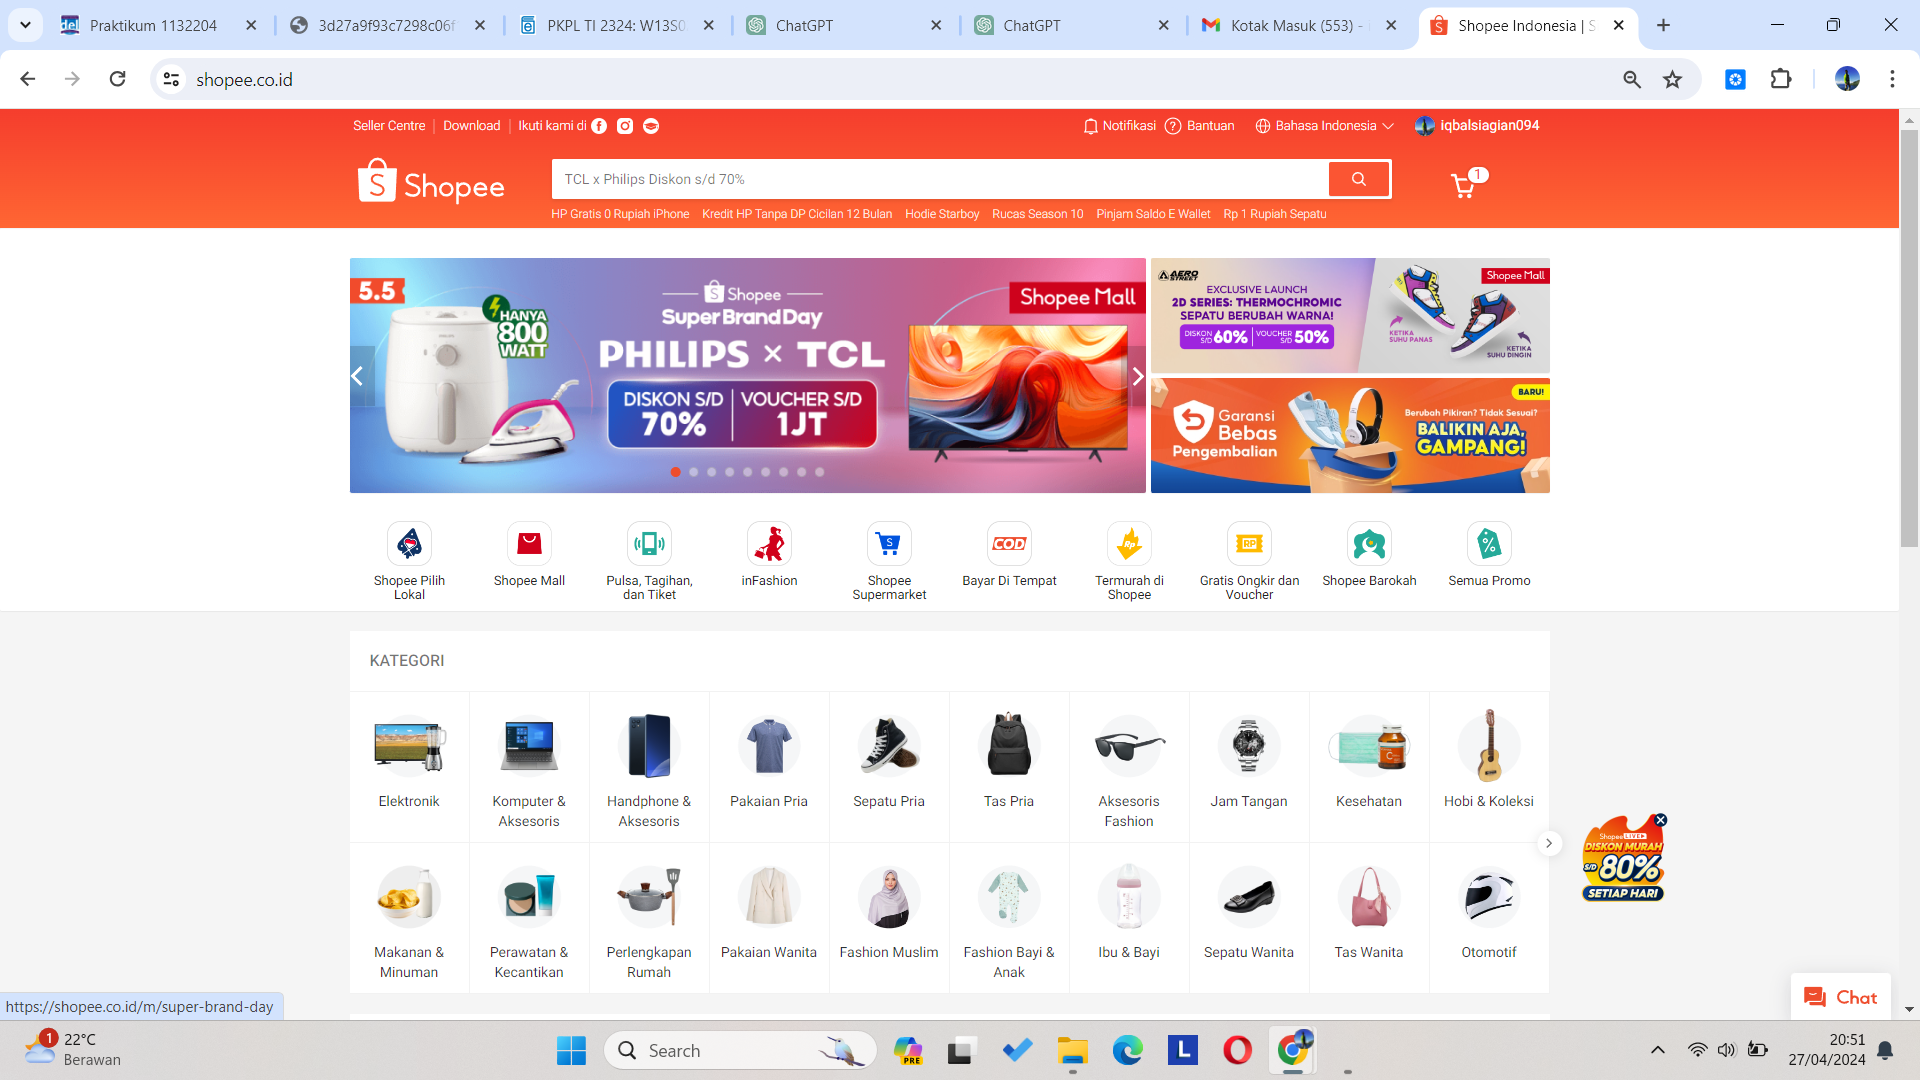 Praktikum 1132204
3d27a9f93c7298c06f
PKPL TI 2324: W13S0
ChatGPT
ChatGPT
Kotak Masuk (553) -
Shopee Indonesia | S
shopee.co.id
Seller Centre
Download
Ikuti kami di
Notifikasi
Bantuan
Bahasa Indonesia
iqbalsiagian094
Shopee
TCL x Philips Diskon s/d 70%
1
HP Gratis 0 Rupiah iPhone
Kredit HP Tanpa DP Cicilan 12 Bulan
Hodie Starboy
Rucas Season 10
Pinjam Saldo E Wallet
Rp 1 Rupiah Sepatu
5.5
HANYA
800
WATT
Shopee
Super Brand Day
PHILIPS × TCL
DISKON S/D
70%
VOUCHER S/D
1JT
Shopee Mall
AERO STREET
EXCLUSIVE LAUNCH
2D SERIES: THERMOCHROMIC
SEPATU BERUBAH WARNA!
DISKON S/D 60%
VOUCHER S/D 50%
Shopee Mall
KETIKA
SUHU PANAS
KETIKA
SUHU DINGIN
BARU!
Garansi
Bebas
Pengembalian
Berubah Pikiran? Tidak Sesuai?
BALIKIN AJA,
GAMPANG!
COD
Rp
RP
Shopee Pilih
Lokal
Shopee Mall
Pulsa, Tagihan,
dan Tiket
inFashion
Shopee
Supermarket
Bayar Di Tempat
Termurah di
Shopee
Gratis Ongkir dan
Voucher
Shopee Barokah
Semua Promo
KATEGORI
Elektronik
Komputer &
Aksesoris
Handphone &
Aksesoris
Pakaian Pria
Sepatu Pria
Tas Pria
Aksesoris
Fashion
Jam Tangan
Kesehatan
Hobi & Koleksi
Makanan &
Minuman
Perawatan &
Kecantikan
Perlengkapan
Rumah
Pakaian Wanita
Fashion Muslim
Fashion Bayi &
Anak
Ibu & Bayi
Sepatu Wanita
Tas Wanita
Otomotif
Shopee LIVE
DISKON MURAH
S/D 80%
SETIAP HARI
Chat
https://shopee.co.id/m/super-brand-day
1
22°C
Berawan
Search
PRE
L
20:51
27/04/2024